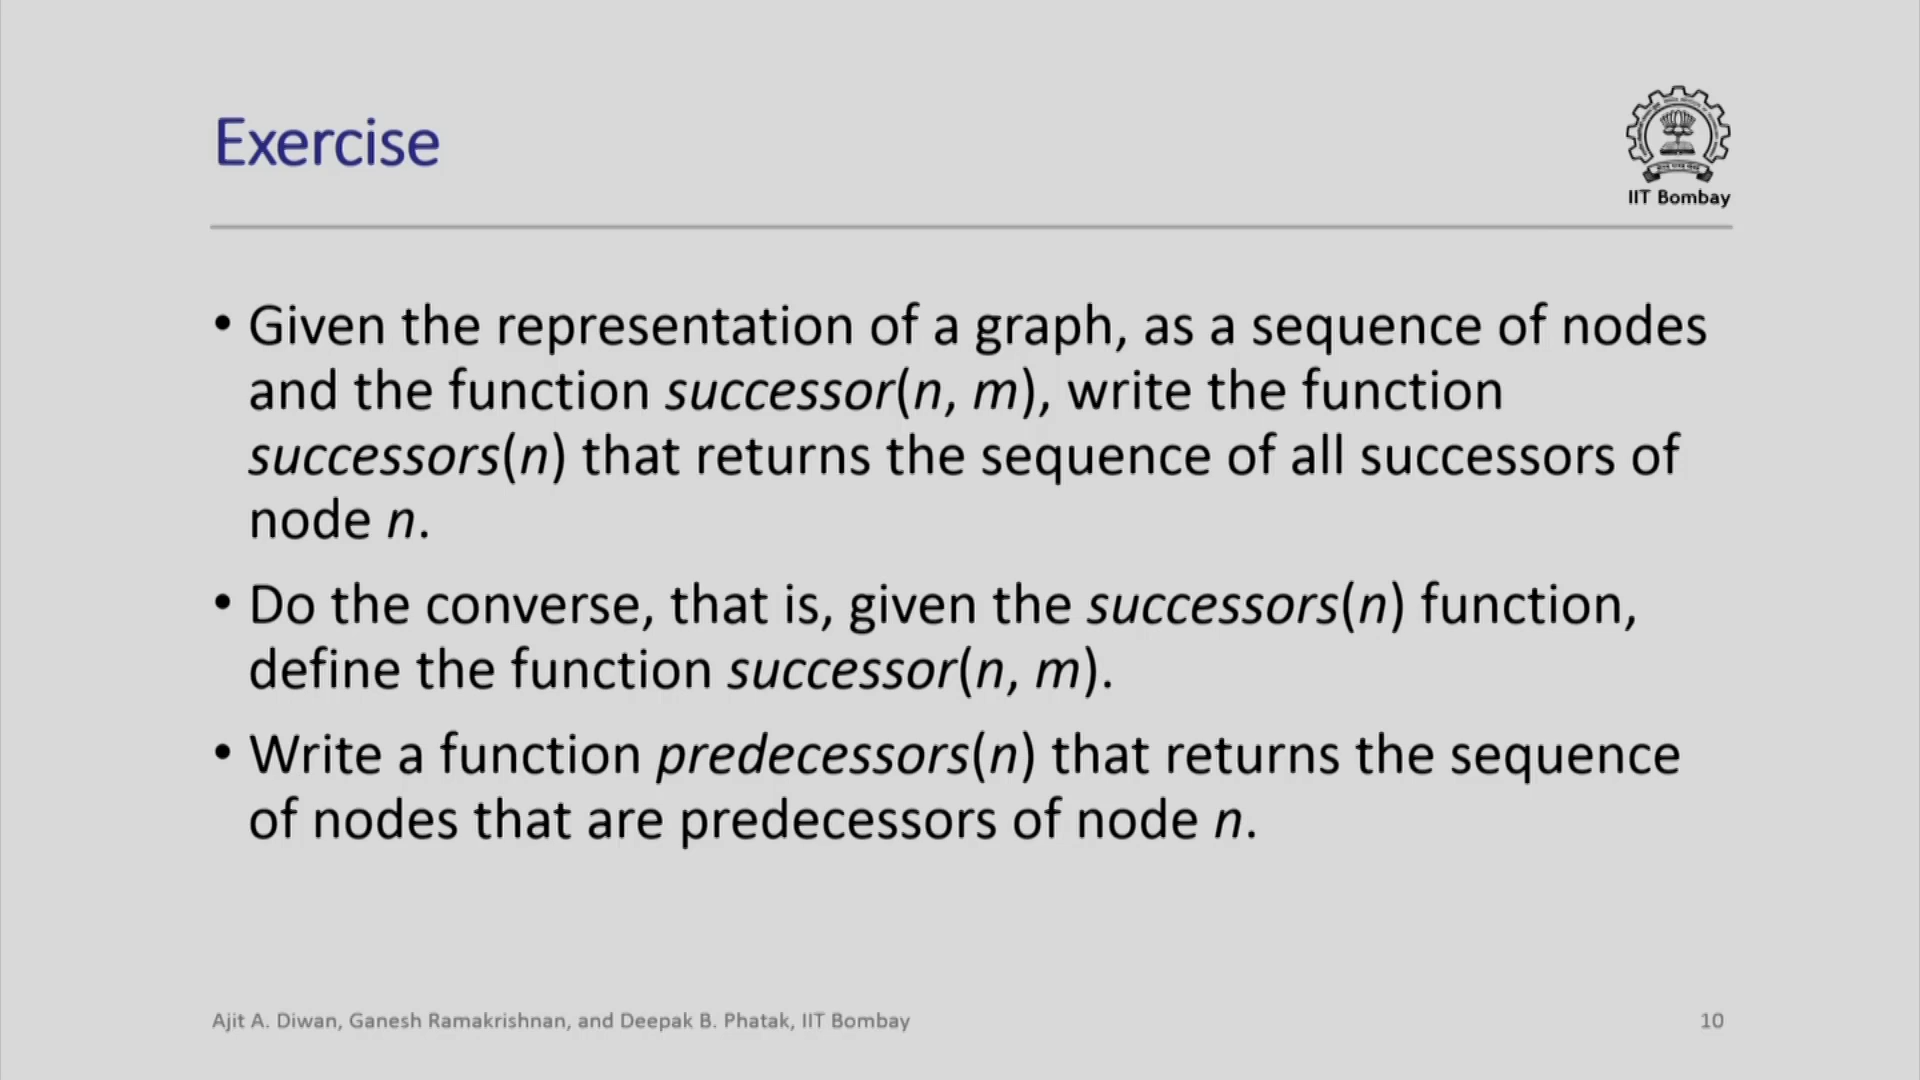 Exercise
IIT Bombay
• Given the representation of a graph, as a sequence of nodes
and the function successor(n, m), write the function
successors(n) that returns the sequence of all successors of
node n.
• Do the converse, that is, given the successors(n) function,
define the function successor(n, m).
• Write a function predecessors(n) that returns the sequence
of nodes that are predecessors of node n.
Ajit A. Diwan, Ganesh Ramakrishnan, and Deepak B. Phatak, IIT Bombay
10